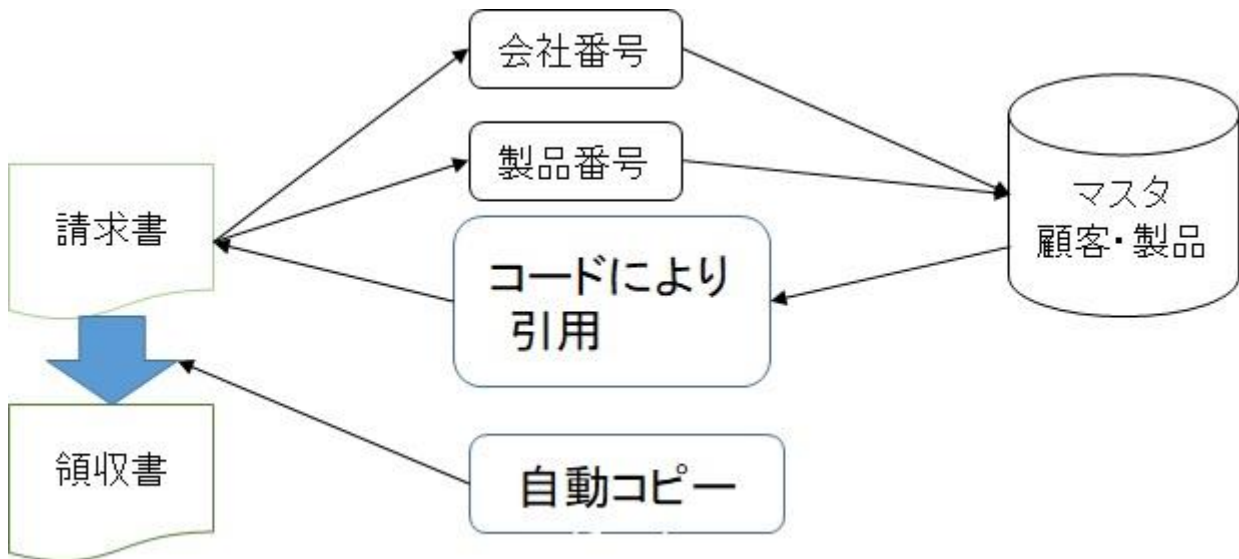 会社番号
製品番号
マスタ
顧客・製品
請求書
コードにより
引用
領収書
自動コピー